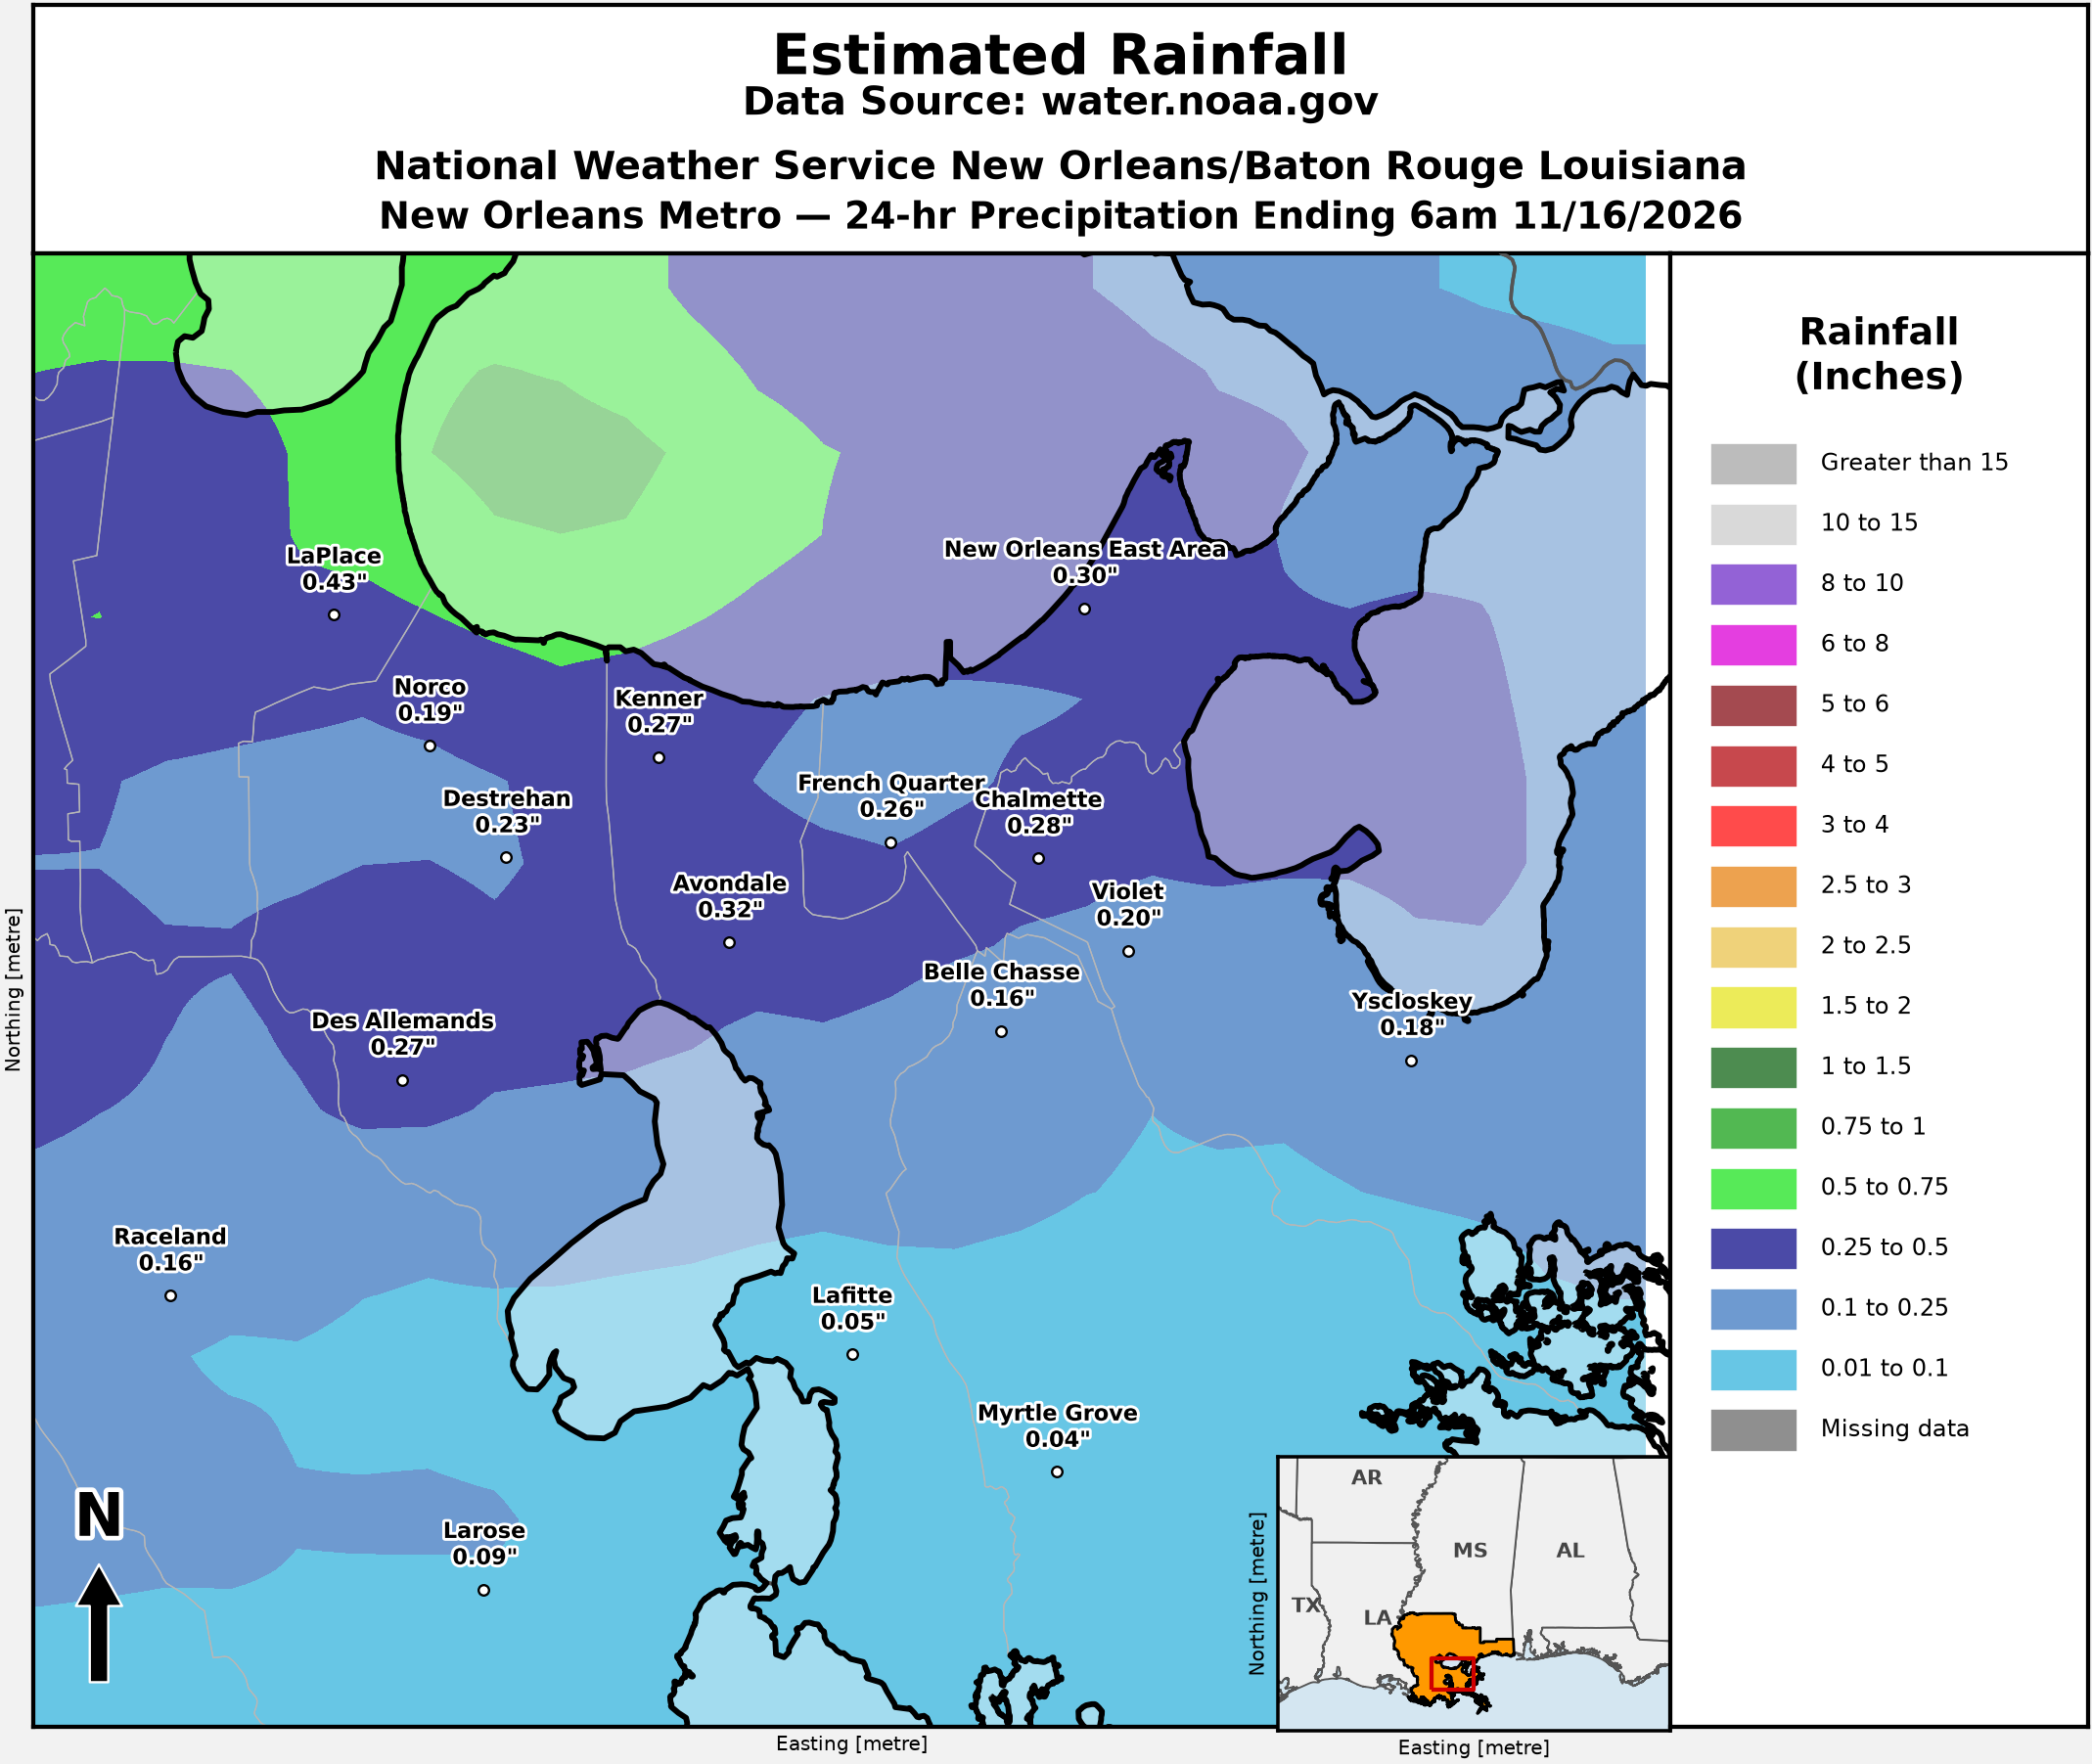 Estimated Rainfall
Data Source: water.noaa.gov
National Weather Service New Orleans/Baton Rouge Louisiana
New Orleans Metro — 24-hr Precipitation Ending 6am 11/16/2026
Rainfall
(Inches)
Greater than 15
10 to 15
8 to 10
6 to 8
5 to 6
4 to 5
3 to 4
2.5 to 3
2 to 2.5
1.5 to 2
1 to 1.5
0.75 to 1
0.5 to 0.75
0.25 to 0.5
0.1 to 0.25
0.01 to 0.1
Missing data
LaPlace
0.43"
New Orleans East Area
0.30"
Norco
0.19"
Kenner
0.27"
Destrehan
0.23"
French Quarter
0.26"
Chalmette
0.28"
Avondale
0.32"
Violet
0.20"
Belle Chasse
0.16"
Yscloskey
0.18"
Des Allemands
0.27"
Raceland
0.16"
Lafitte
0.05"
Myrtle Grove
0.04"
Larose
0.09"
N
AR
MS
AL
TX
LA
Northing [metre]
Easting [metre]
Northing [metre]
Easting [metre]